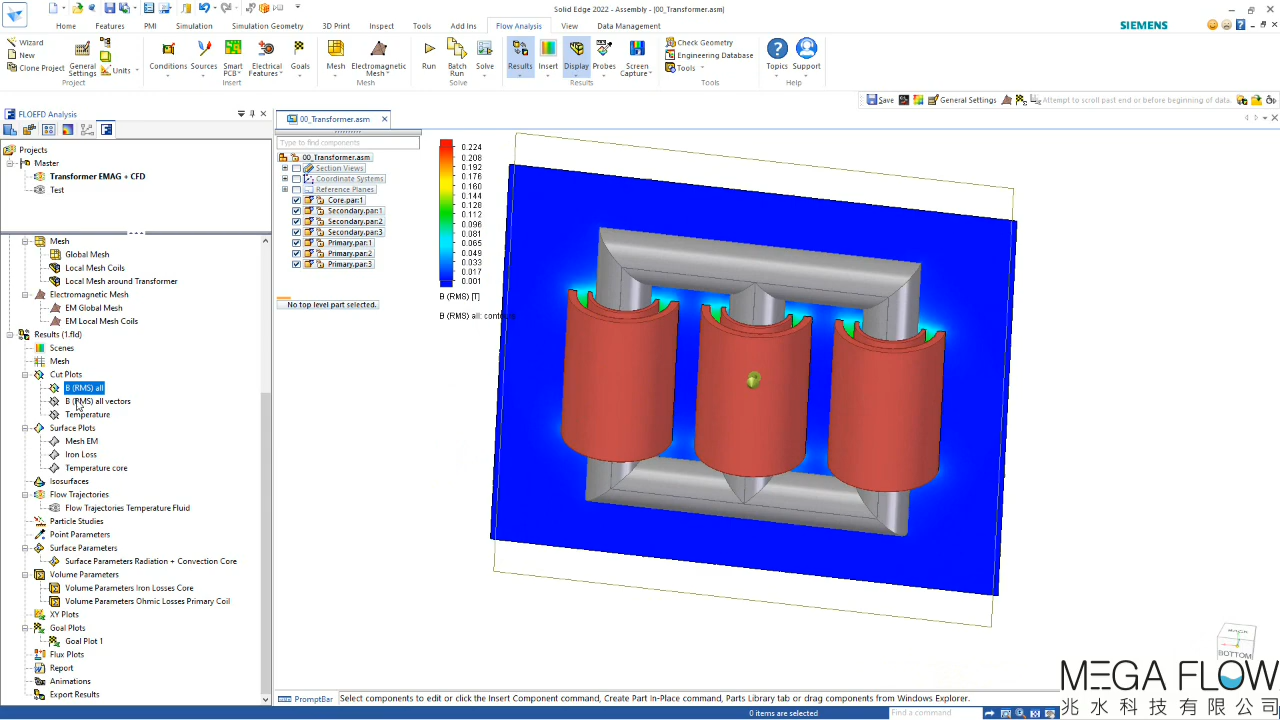 Solid Edge 2022 - Assembly - [00_Transformer.asm]
Home Features PMI Simulation Simulation Geometry 3D Print Inspect Tools Add Ins Flow Analysis View Data Management
SIEMENS
Wizard
New
Clone Project
General Settings
Units
Project
Conditions
Sources
Smart PCB
Electrical Features
Goals
Insert
Mesh
Electromagnetic Mesh
Mesh
Run
Batch Run
Solve
Solve
Results
Insert
Display
Probes
Screen Capture
Results
Check Geometry
Engineering Database
Tools
Tools
Topics
Support
Help
Save
General Settings
Attempt to scroll past end or before beginning of data.
FLOEFD Analysis
Projects
Master
Transformer EMAG + CFD
Test
Mesh
Global Mesh
Local Mesh Coils
Local Mesh around Transformer
Electromagnetic Mesh
EM Global Mesh
EM Local Mesh Coils
Results (1.fld)
Scenes
Mesh
Cut Plots
B (RMS) all
B (RMS) all vectors
Temperature
Surface Plots
Mesh EM
Iron Loss
Temperature core
Isosurfaces
Flow Trajectories
Flow Trajectories Temperature Fluid
Particle Studies
Point Parameters
Surface Parameters
Surface Parameters Radiation + Convection Core
Volume Parameters
Volume Parameters Iron Losses Core
Volume Parameters Ohmic Losses Primary Coil
XY Plots
Goal Plots
Goal Plot 1
Flux Plots
Report
Animations
Export Results
00_Transformer.asm
Type to find components
00_Transformer.asm
Section Views
Coordinate Systems
Reference Planes
Core.par:1
Secondary.par:1
Secondary.par:2
Secondary.par:3
Primary.par:1
Primary.par:2
Primary.par:3
No top level part selected.
0.224
0.208
0.192
0.176
0.160
0.144
0.128
0.112
0.096
0.081
0.065
0.049
0.033
0.017
0.001
B (RMS) [T]
B (RMS) all: contours
BACK
BOTTOM
PromptBar
Select components to edit or click the Insert Component command, Create Part In-Place command, Parts Library tab or drag components from Windows Explorer.
0 items are selected
Find a command
MEGA FLOW
兆水科技有限公司